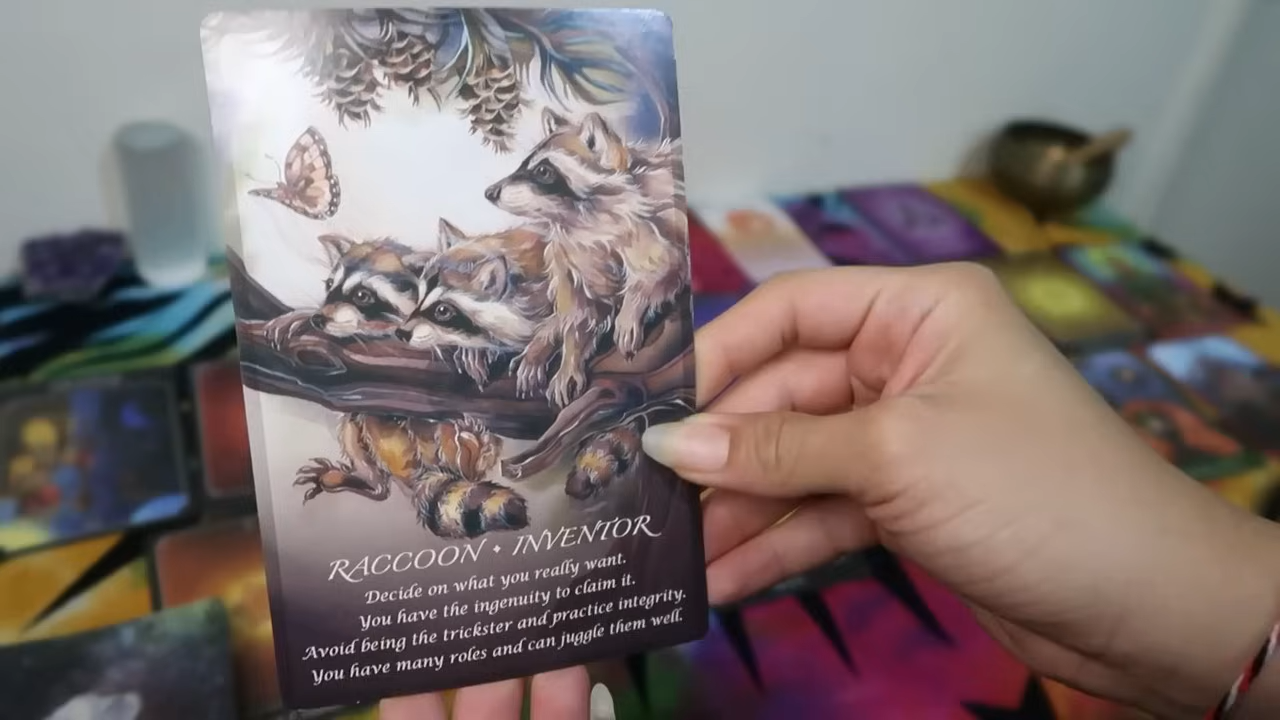 RACCOON • INVENTOR
Decide on what you really want.
You have the ingenuity to claim it.
Avoid being the trickster and practice integrity.
You have many roles and can juggle them well.